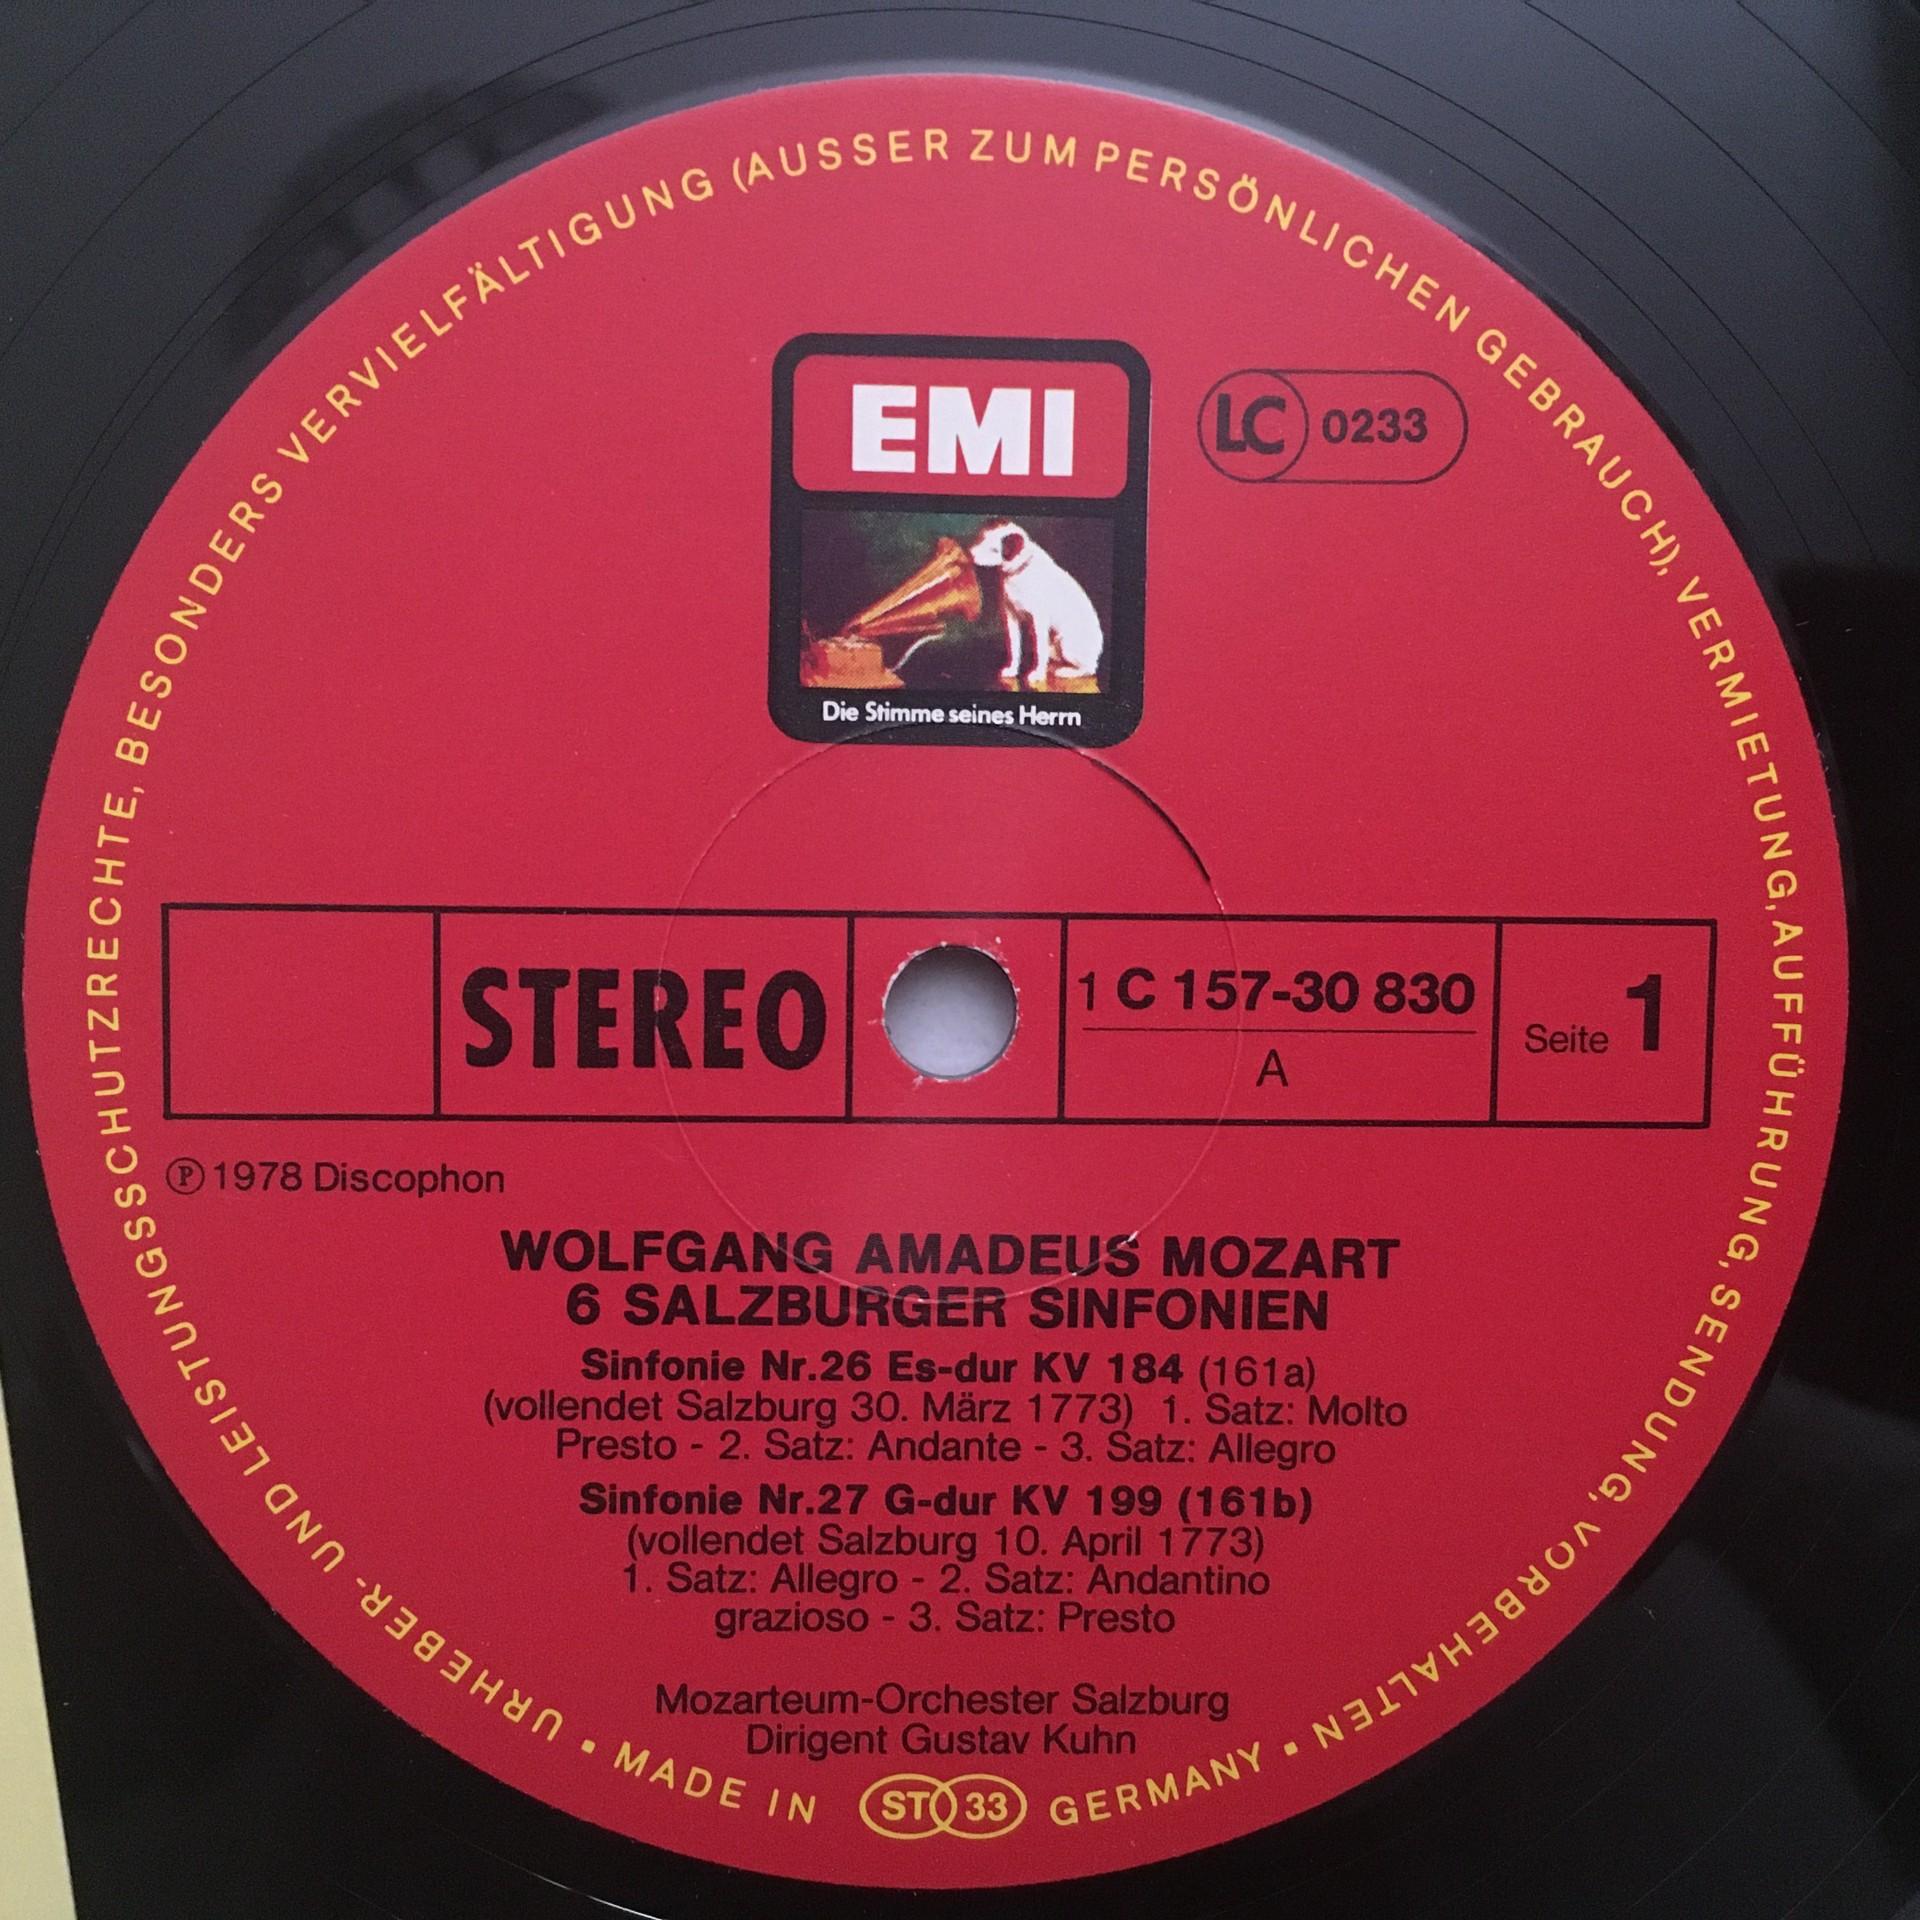 URHEBER- UND LEISTUNGSSCHUTZRECHTE, BESONDERS VERVIELFÄLTIGUNG (AUSSER ZUM PERSÖNLICHEN GEBRAUCH), VERMIETUNG, AUFFÜHRUNG, SENDUNG, VORBEHALTEN
EMI
LC 0233
Die Stimme seines Herrn
STEREO
1 C 157-30 830
A
Seite 1
Ⓟ 1978 Discophon
WOLFGANG AMADEUS MOZART
6 SALZBURGER SINFONIEN
Sinfonie Nr.26 Es-dur KV 184 (161a)
(vollendet Salzburg 30. März 1773) 1. Satz: Molto
Presto - 2. Satz: Andante - 3. Satz: Allegro
Sinfonie Nr.27 G-dur KV 199 (161b)
(vollendet Salzburg 10. April 1773)
1. Satz: Allegro - 2. Satz: Andantino
grazioso - 3. Satz: Presto
Mozarteum-Orchester Salzburg
Dirigent Gustav Kuhn
▪ MADE IN ST 33 GERMANY ▪